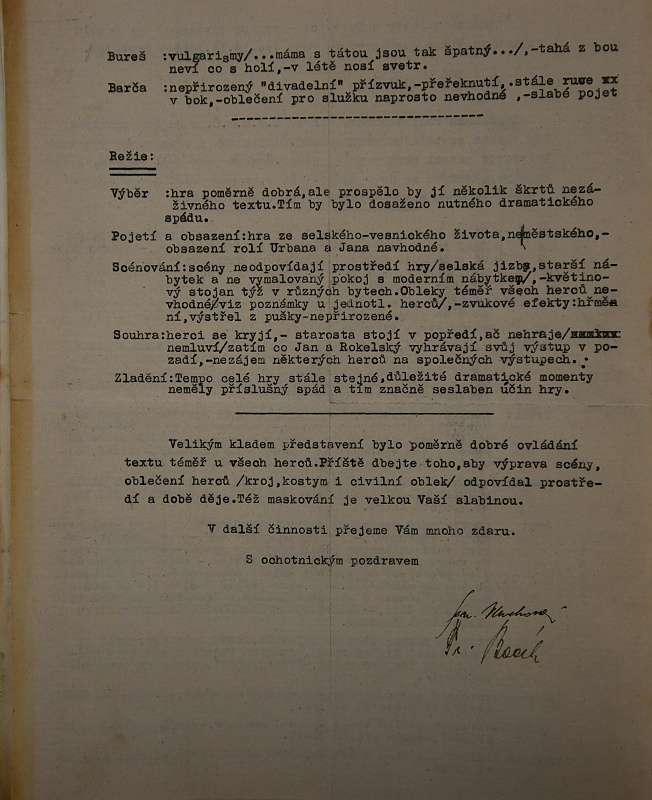 Bureš :vulgarismy/...máma s tátou jsou tak špatný.../,-tahá z bou
neví co s holí,-v létě nosí svetr.
Barča :nepřirozený "divadelní" přízvuk,-přeřeknutí,.stále ruce xx
v bok,-oblečení pro služku naprosto nevhodné ,-slabé pojet
Režie:
Výběr :hra poměrně dobrá,ale prospělo by jí několik škrtů nezá-
živného textu.Tím by bylo dosaženo nutného dramatického
spádu.
Pojetí a obsazení:hra ze selského-vesnického života,ne městského,-
obsazení rolí Urbana a Jana navhodné.
Scénování:scény neodpovídají prostředí hry/selská jizba,starší ná-
bytek a ne vymalovaný pokoj s moderním nábytkem/,-květino-
vý stojan týž v různých bytech.Obleky téměř všech herců ne-
vhodné/viz poznámky u jednotl. herců/,-zvukové efekty:hřmě
ní,výstřel z pušky-nepřirozené.
Souhra:herci se kryjí,- starosta stojí v popředí,ač nehraje/
nemluví/zatím co Jan a Rokelský vyhrávají svůj výstup v po-
zadí,-nezájem některých herců na společných výstupech.
Zladění:Tempo celé hry stále stejné,důležité dramatické momenty
neměly příslušný spád a tím značně seslaben účin hry.
Velikým kladem představení bylo poměrně dobré ovládání
textu téměř u všech herců.Příště dbejte toho,aby výprava scény,
oblečení herců /kroj,kostym i civilní oblek/ odpovídal prostře-
dí a době děje.Též maskování je velkou Vaší slabinou.
V další činnosti přejeme Vám mnoho zdaru.
S ochotnickým pozdravem